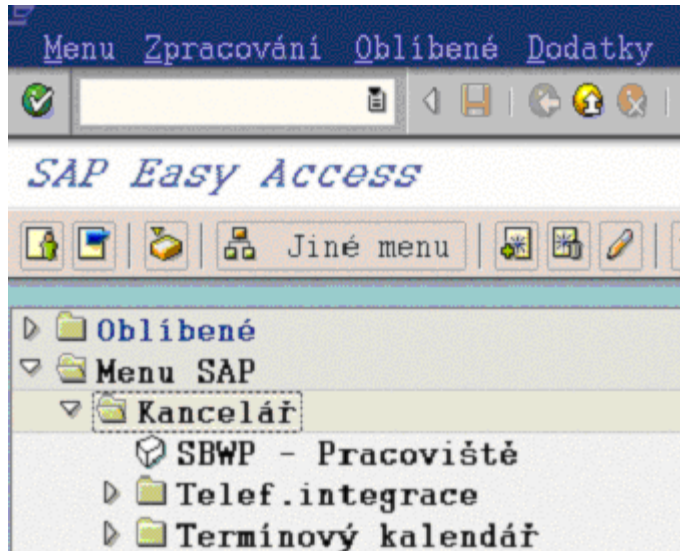 Menu Zpracování Oblíbené Dodatky
SAP Easy Access
Jiné menu
Oblíbené
Menu SAP
Kancelář
SBWP - Pracoviště
Telef.integrace
Termínový kalendář